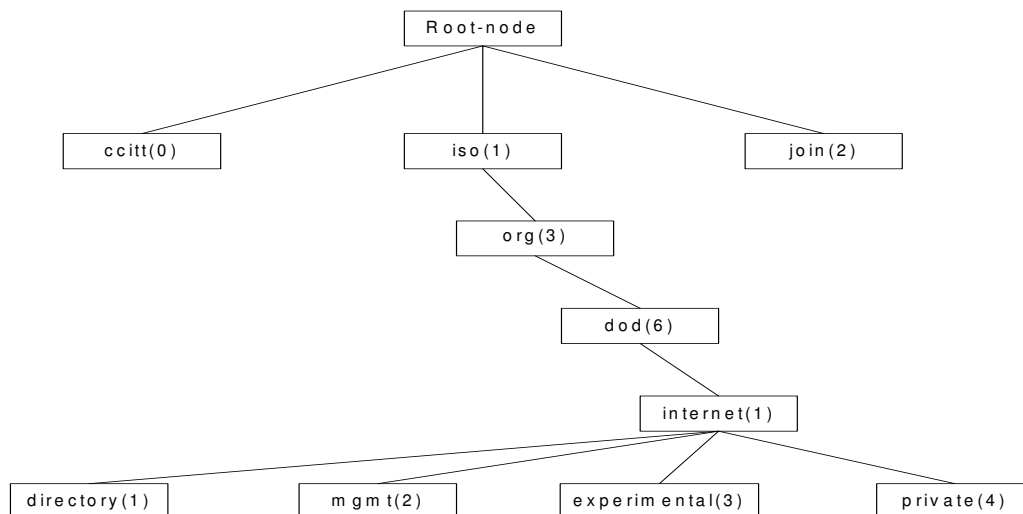 Root-node
ccitt(0)
iso(1)
join(2)
org(3)
dod(6)
internet(1)
directory(1)
mgmt(2)
experimental(3)
private(4)